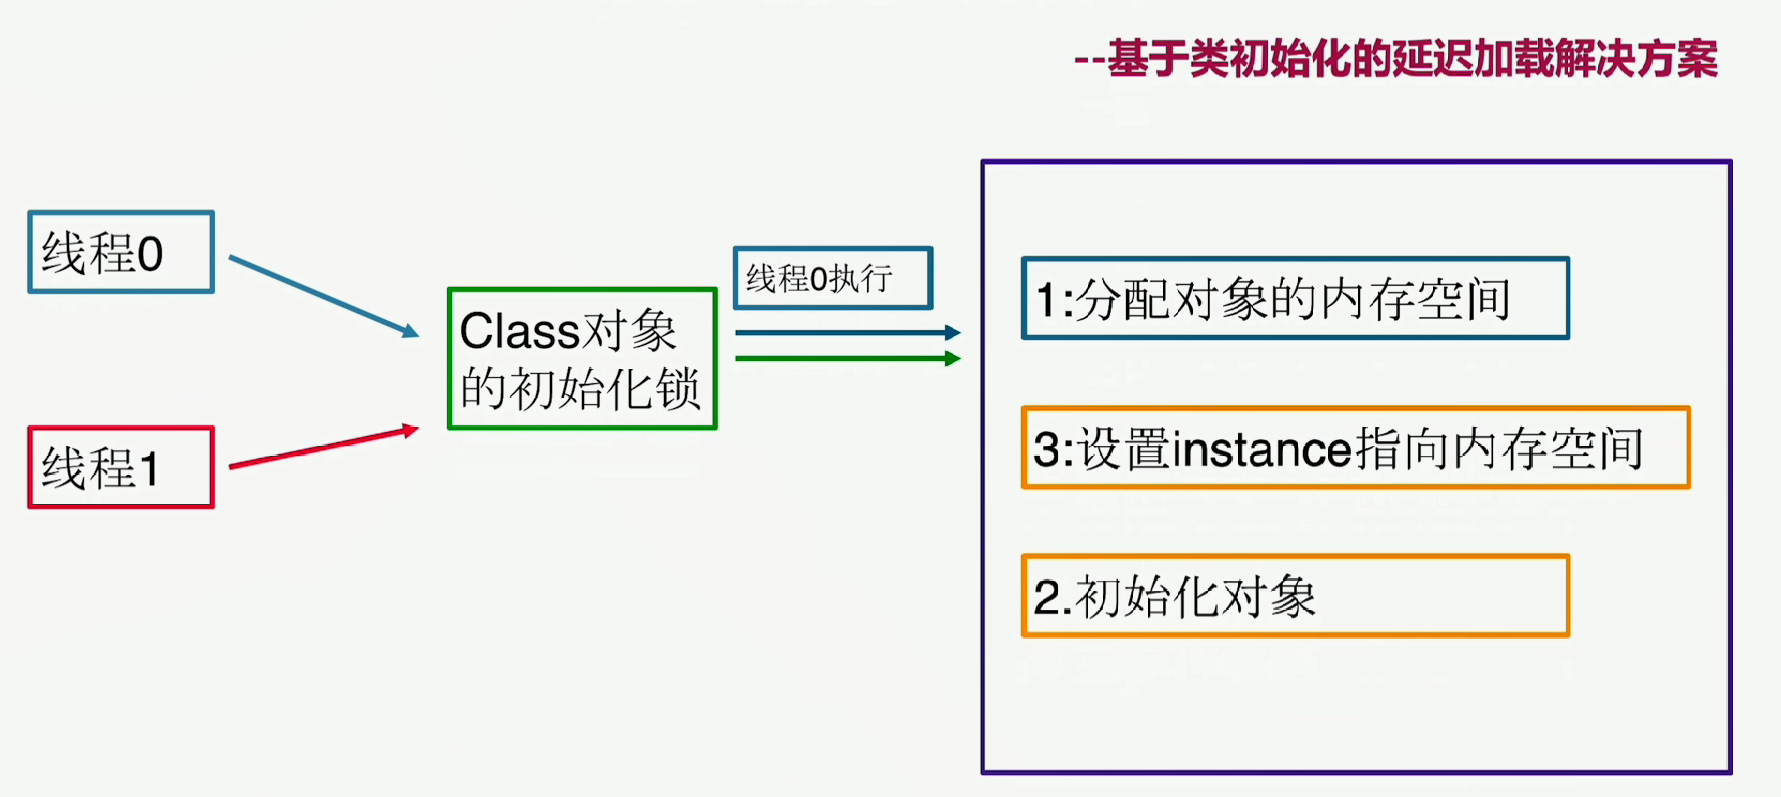 --基于类初始化的延迟加载解决方案
线程0
线程1
Class对象
的初始化锁
线程0执行
1:分配对象的内存空间
3:设置instance指向内存空间
2.初始化对象